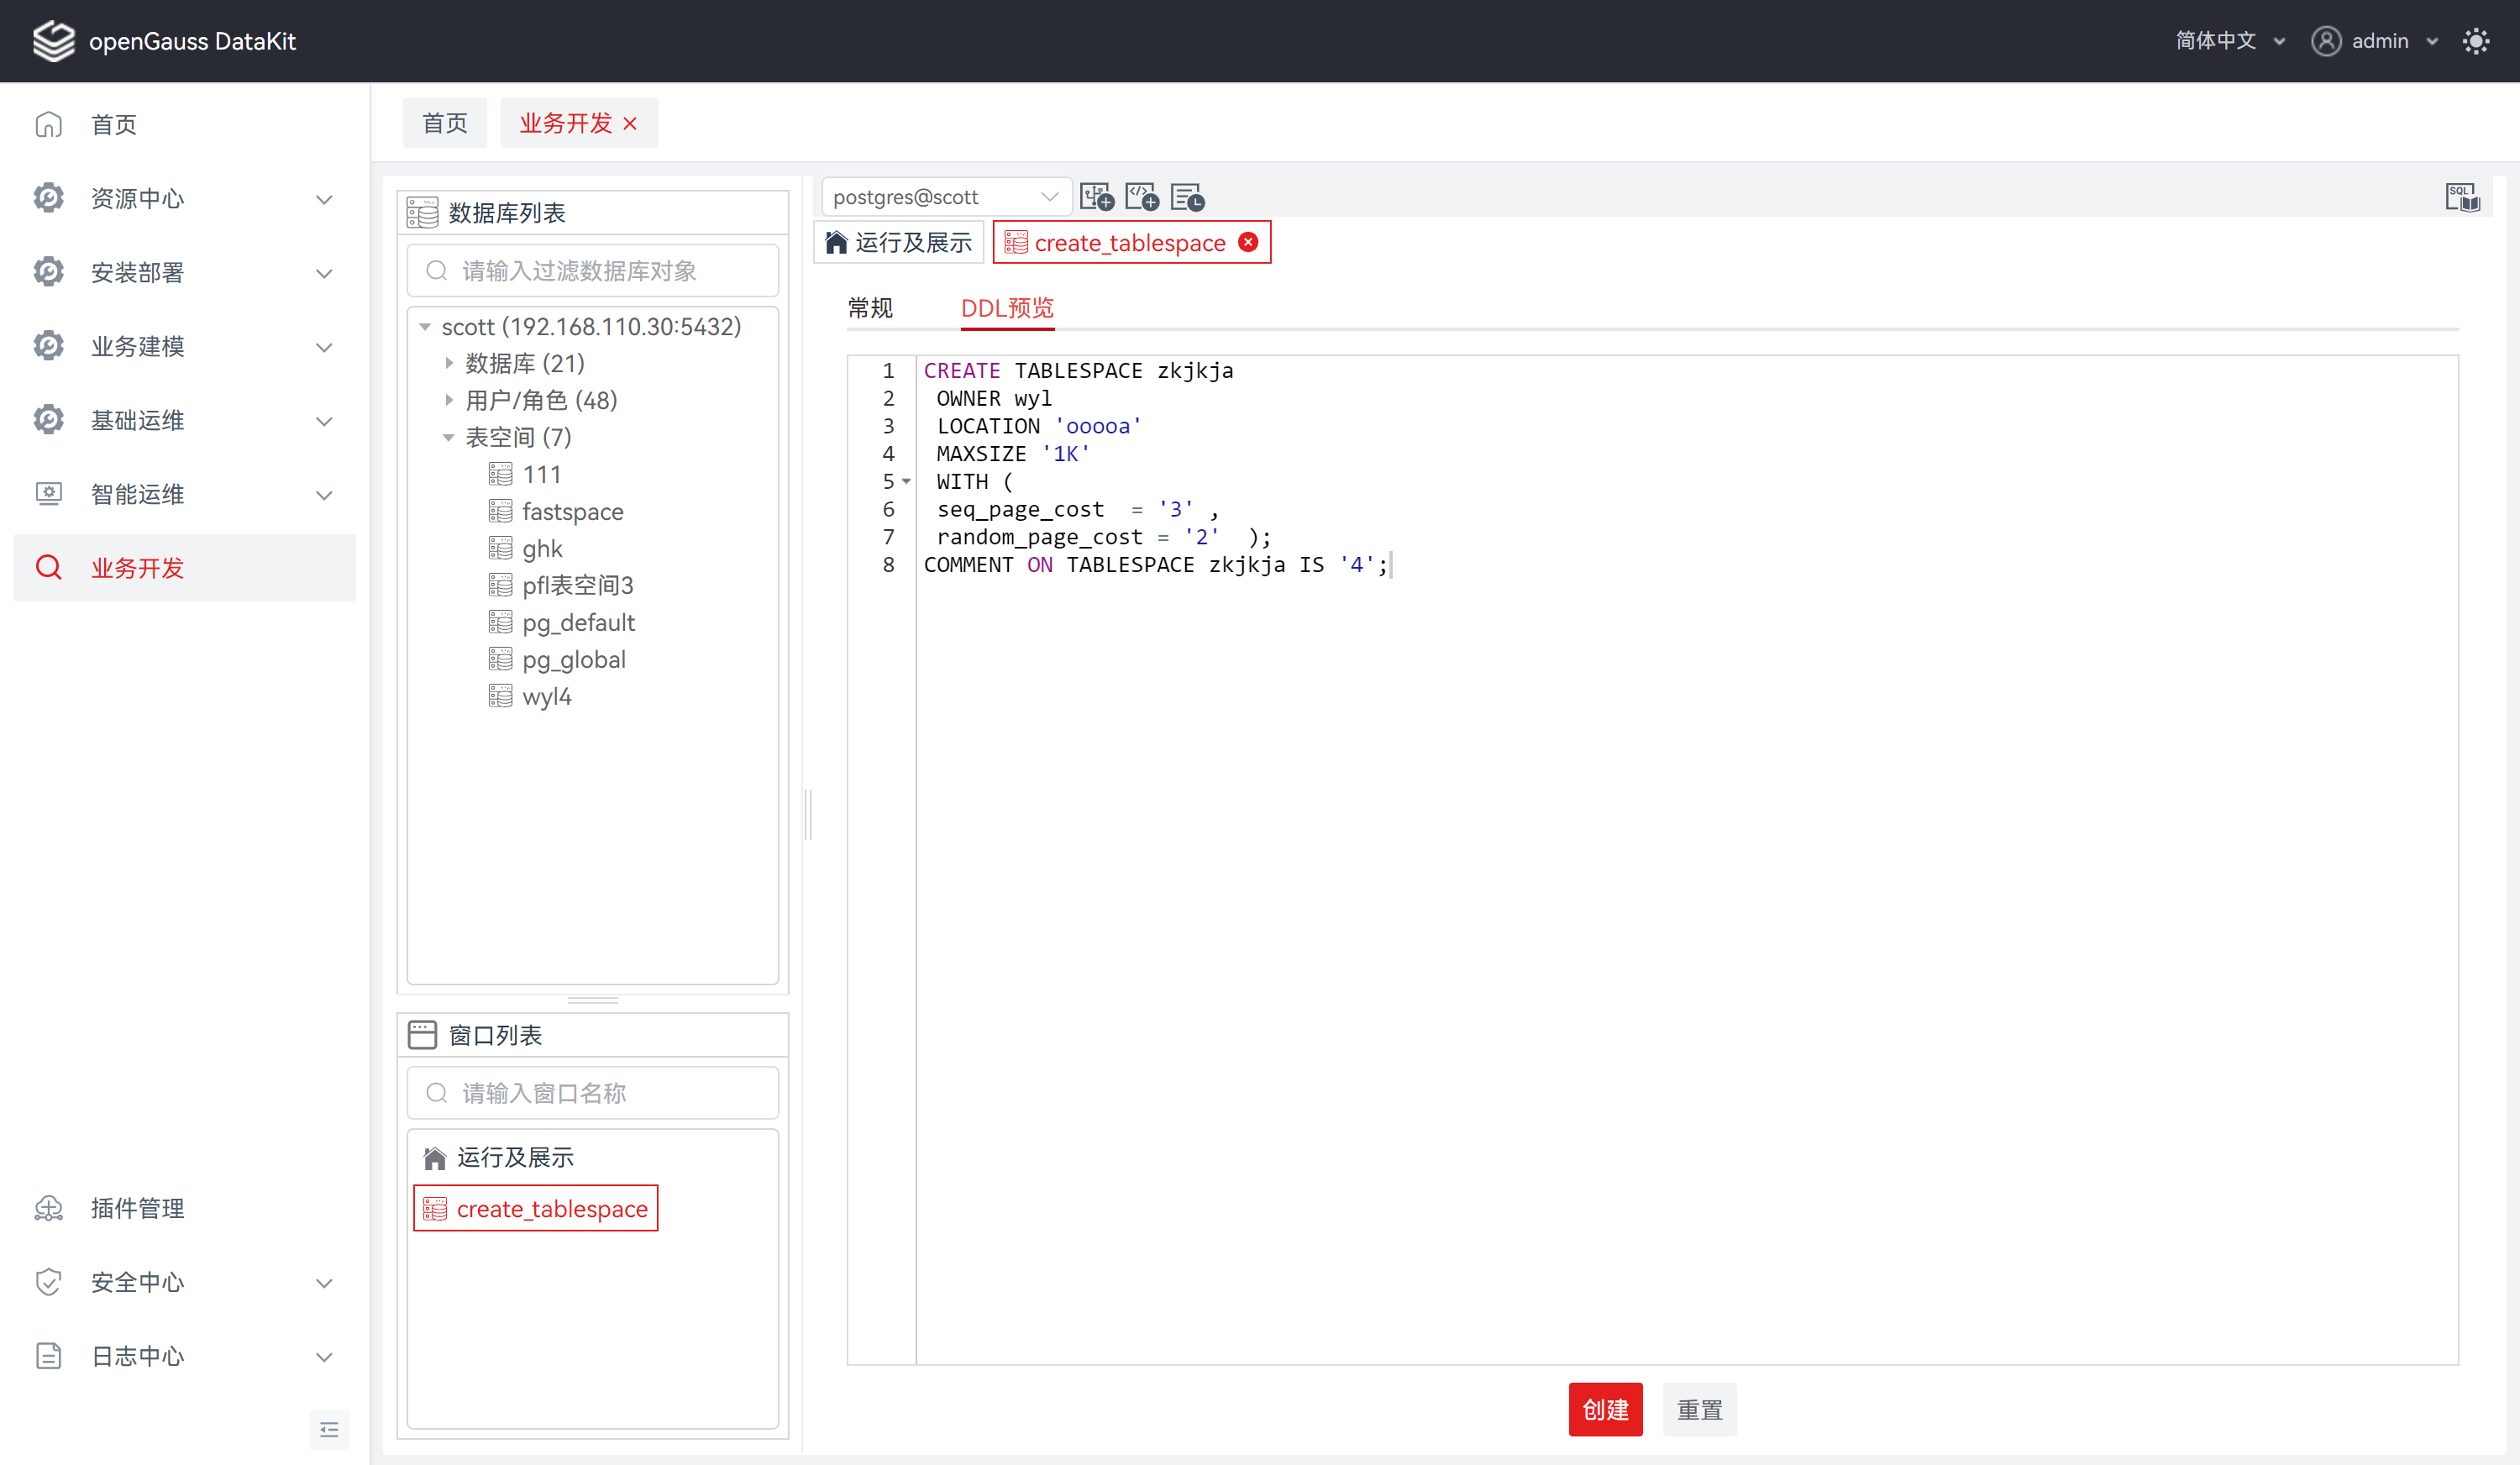 openGauss DataKit
简体中文
admin
首页
资源中心
安装部署
业务建模
基础运维
智能运维
业务开发
插件管理
安全中心
日志中心
首页
业务开发
数据库列表
请输入过滤数据库对象
scott (192.168.110.30:5432)
数据库 (21)
用户/角色 (48)
表空间 (7)
111
fastspace
ghk
pfl表空间3
pg_default
pg_global
wyl4
窗口列表
请输入窗口名称
运行及展示
create_tablespace
postgres@scott
SQL
运行及展示
create_tablespace
常规
DDL预览
1 CREATE TABLESPACE zkjkja
2 OWNER wyl
3 LOCATION 'ooooa'
4 MAXSIZE '1K'
5 WITH (
6 seq_page_cost  = '3' ,
7 random_page_cost = '2'  );
8 COMMENT ON TABLESPACE zkjkja IS '4';
创建
重置